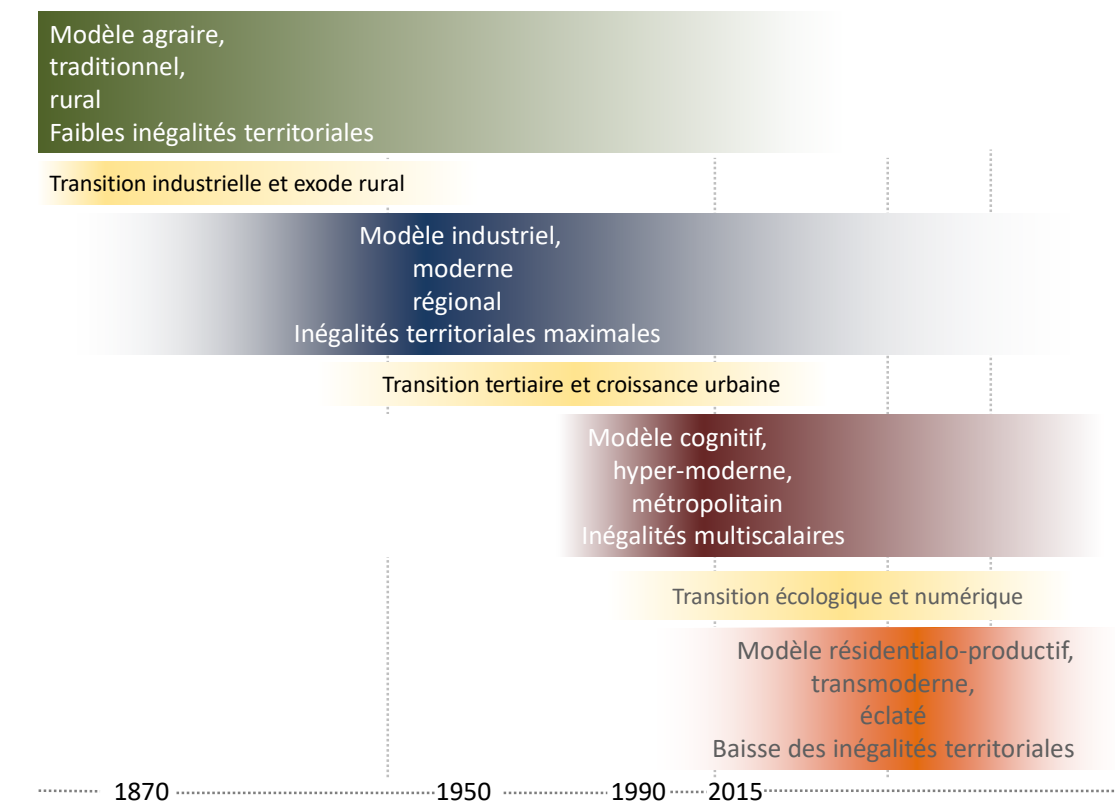 Modèle agraire,
traditionnel,
rural
Faibles inégalités territoriales
Transition industrielle et exode rural
Modèle industriel,
moderne
régional
Inégalités territoriales maximales
Transition tertiaire et croissance urbaine
Modèle cognitif,
hyper-moderne,
métropolitain
Inégalités multiscalaires
Transition écologique et numérique
Modèle résidentialo-productif,
transmoderne,
éclaté
Baisse des inégalités territoriales
1870 1950 1990 2015